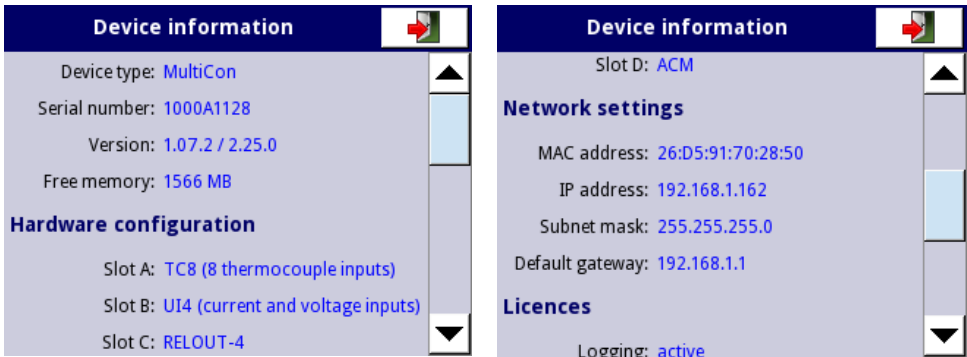 Device information
Device type: MultiCon
Serial number: 1000A1128
Version: 1.07.2 / 2.25.0
Free memory: 1566 MB
Hardware configuration
Slot A: TC8 (8 thermocouple inputs)
Slot B: UI4 (current and voltage inputs)
Slot C: RELOUT-4
Device information
Slot D: ACM
Network settings
MAC address: 26:D5:91:70:28:50
IP address: 192.168.1.162
Subnet mask: 255.255.255.0
Default gateway: 192.168.1.1
Licences
Logging: active